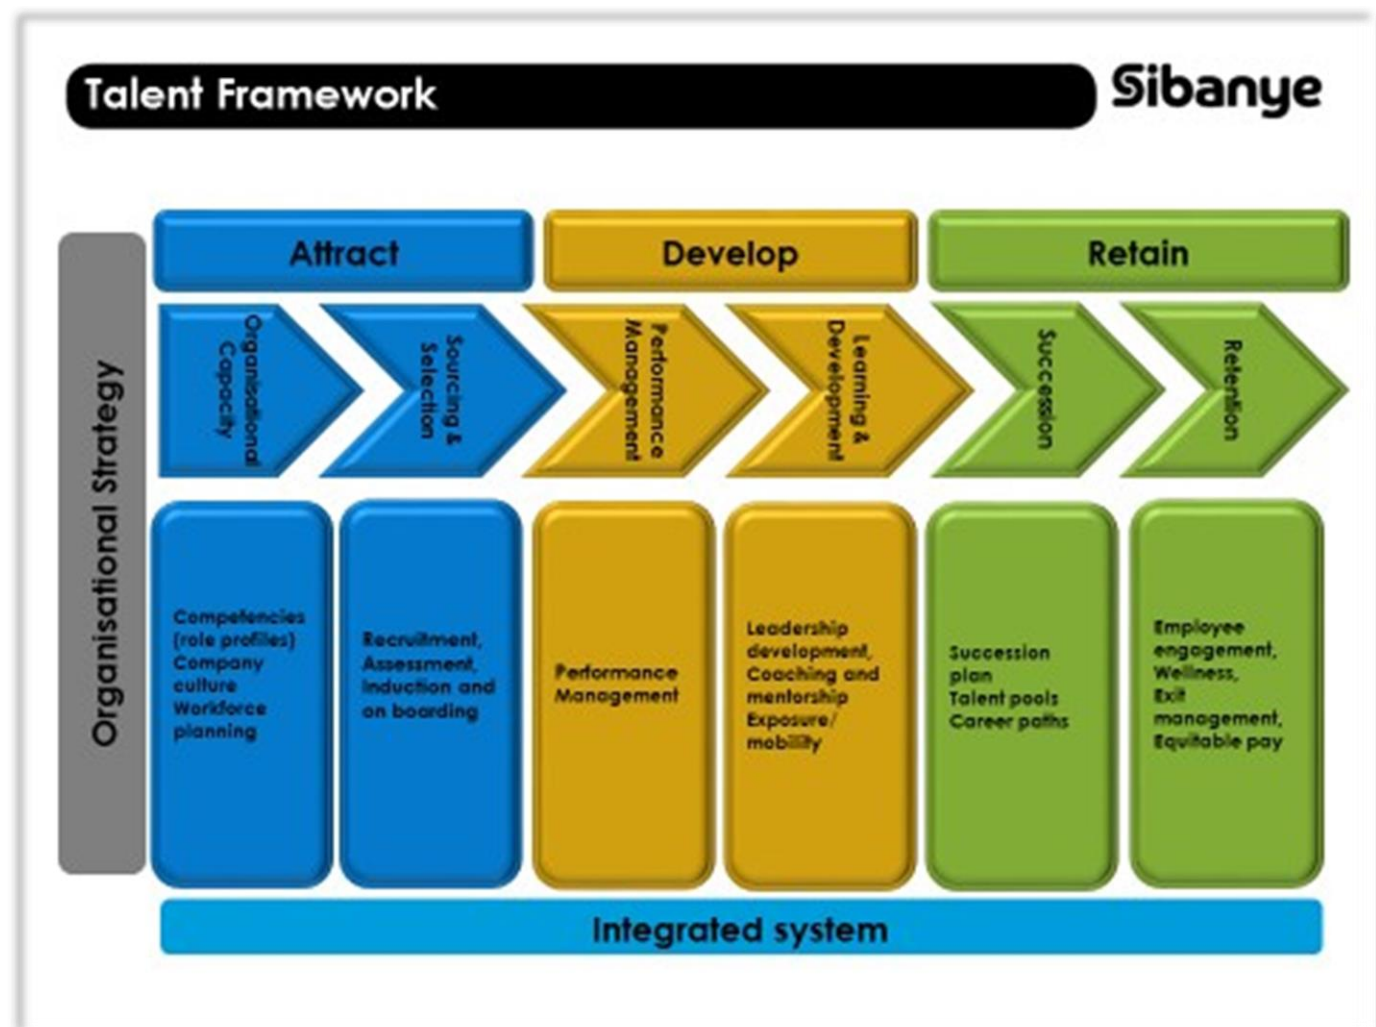 Talent Framework
Sibanye
Organisational Strategy
Attract
Develop
Retain
Organisational
Capacity
Sourcing &
Selection
Performance
Management
Learning &
Development
Succession
Retention
Competencies
(role profiles)
Company
culture
Workforce
planning
Recruitment,
Assessment,
induction and
on boarding
Performance
Management
Leadership
development,
Coaching and
mentorship
Exposure/
mobility
Succession
plan
Talent pools
Career paths
Employee
engagement,
Wellness,
Exit
management,
Equitable pay
Integrated system